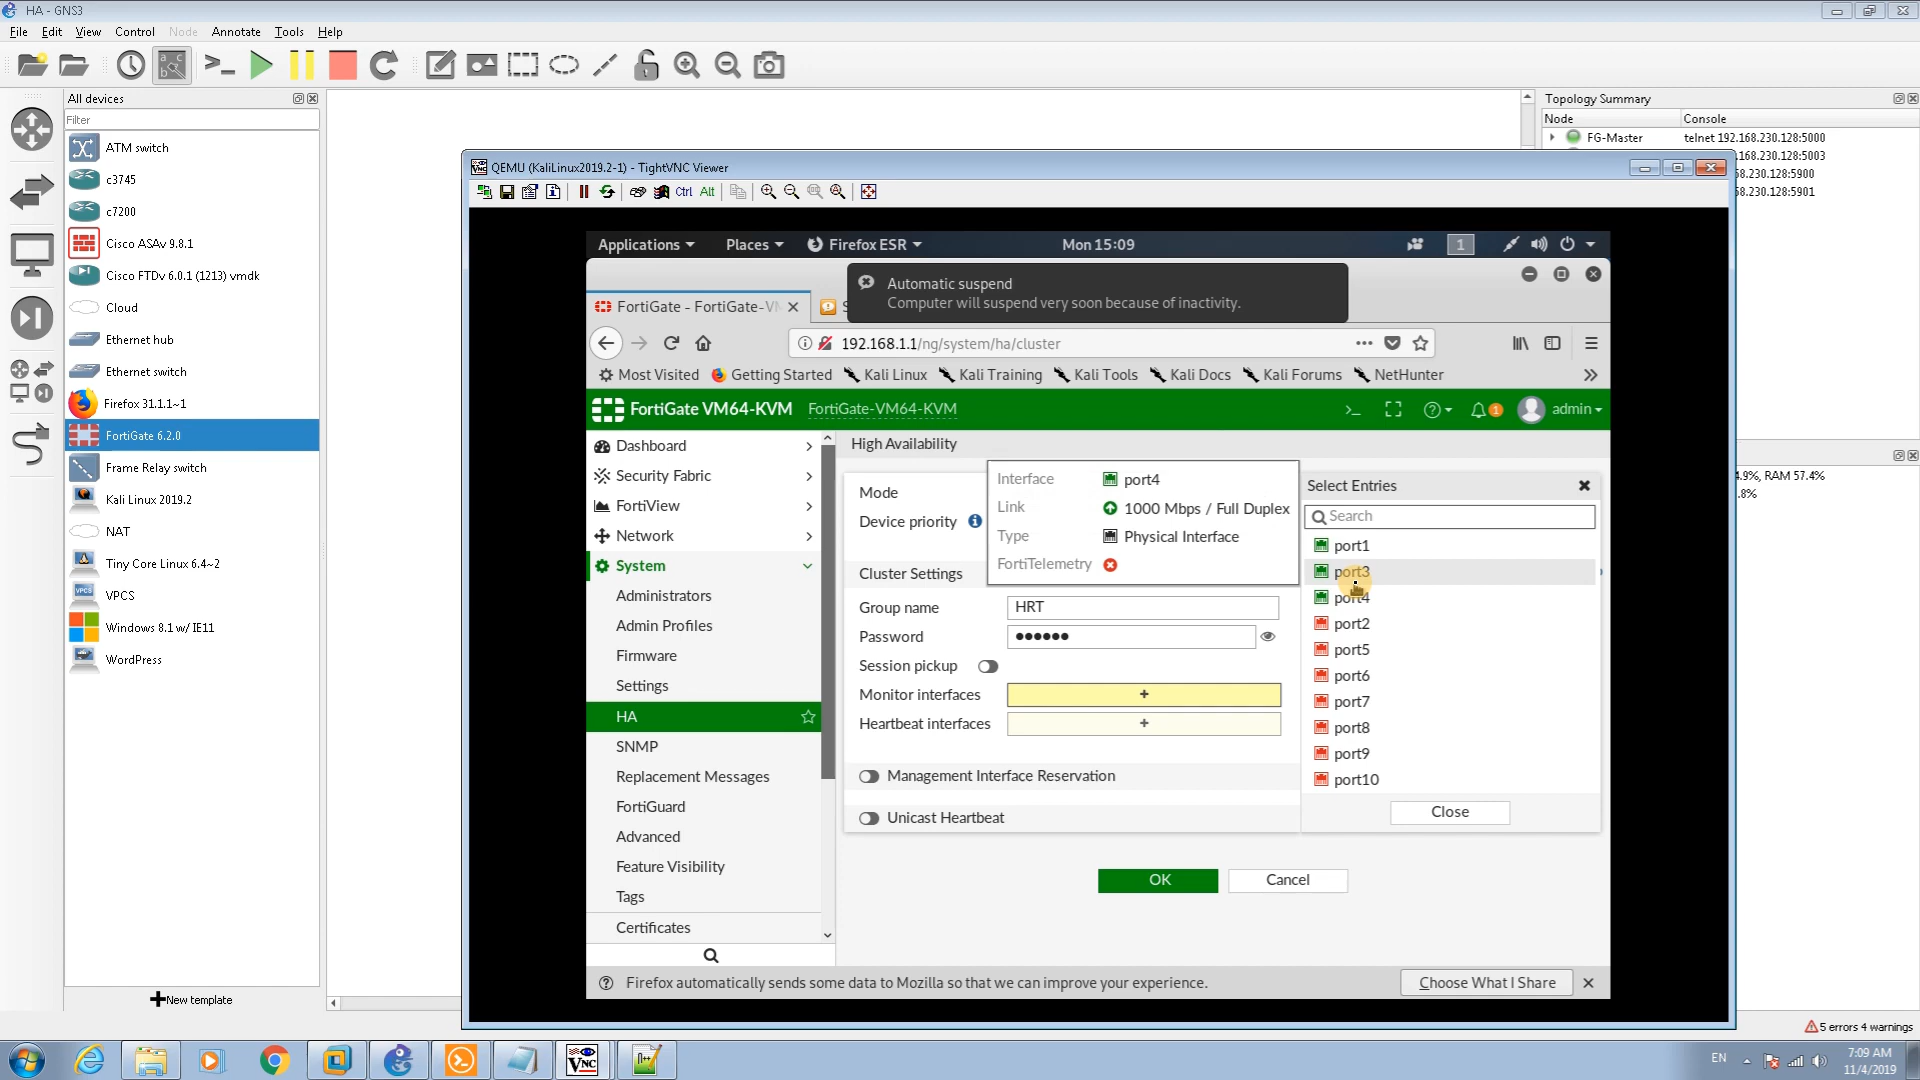 HA - GNS3
File Edit View Control Node Annotate Tools Help
All devices
Filter
ATM switch
c3745
c7200
Cisco ASAv 9.8.1
Cisco FTDv 6.0.1 (1213) vmdk
Cloud
Ethernet hub
Ethernet switch
Firefox 31.1.1~1
FortiGate 6.2.0
Frame Relay switch
Kali Linux 2019.2
NAT
Tiny Core Linux 6.4~2
VPCS
Windows 8.1 w/ IE11
WordPress
New template
Topology Summary
Node Console
FG-Master telnet 192.168.230.128:5000
.168.230.128:5003
58.230.128:5900
58.230.128:5901
4.9%, RAM 57.4%
.8%
5 errors 4 warnings
QEMU (KaliLinux2019.2-1) - TightVNC Viewer
Ctrl Alt
Applications Places Firefox ESR Mon 15:09 1
Automatic suspend
Computer will suspend very soon because of inactivity.
FortiGate - FortiGate-VM
S
192.168.1.1/ng/system/ha/cluster
Most Visited Getting Started Kali Linux Kali Training Kali Tools Kali Docs Kali Forums NetHunter
FortiGate VM64-KVM FortiGate-VM64-KVM 1 admin
Dashboard
Security Fabric
FortiView
Network
System
Administrators
Admin Profiles
Firmware
Settings
HA
SNMP
Replacement Messages
FortiGuard
Advanced
Feature Visibility
Tags
Certificates
High Availability
Mode
Device priority
Interface port4
Link 1000 Mbps / Full Duplex
Type Physical Interface
FortiTelemetry
Cluster Settings
Group name HRT
Password ●●●●●●
Session pickup
Monitor interfaces +
Heartbeat interfaces +
Management Interface Reservation
Unicast Heartbeat
OK Cancel
Select Entries
Search
port1
port3
port4
port2
port5
port6
port7
port8
port9
port10
Close
Firefox automatically sends some data to Mozilla so that we can improve your experience. Choose What I Share
EN 7:09 AM
11/4/2019